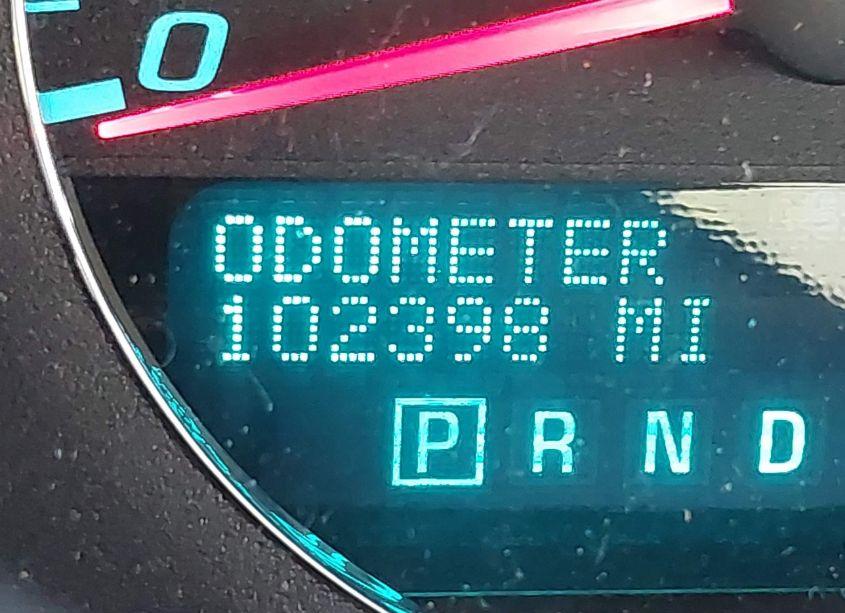 0
ODOMETER
102398 MI
P R N D